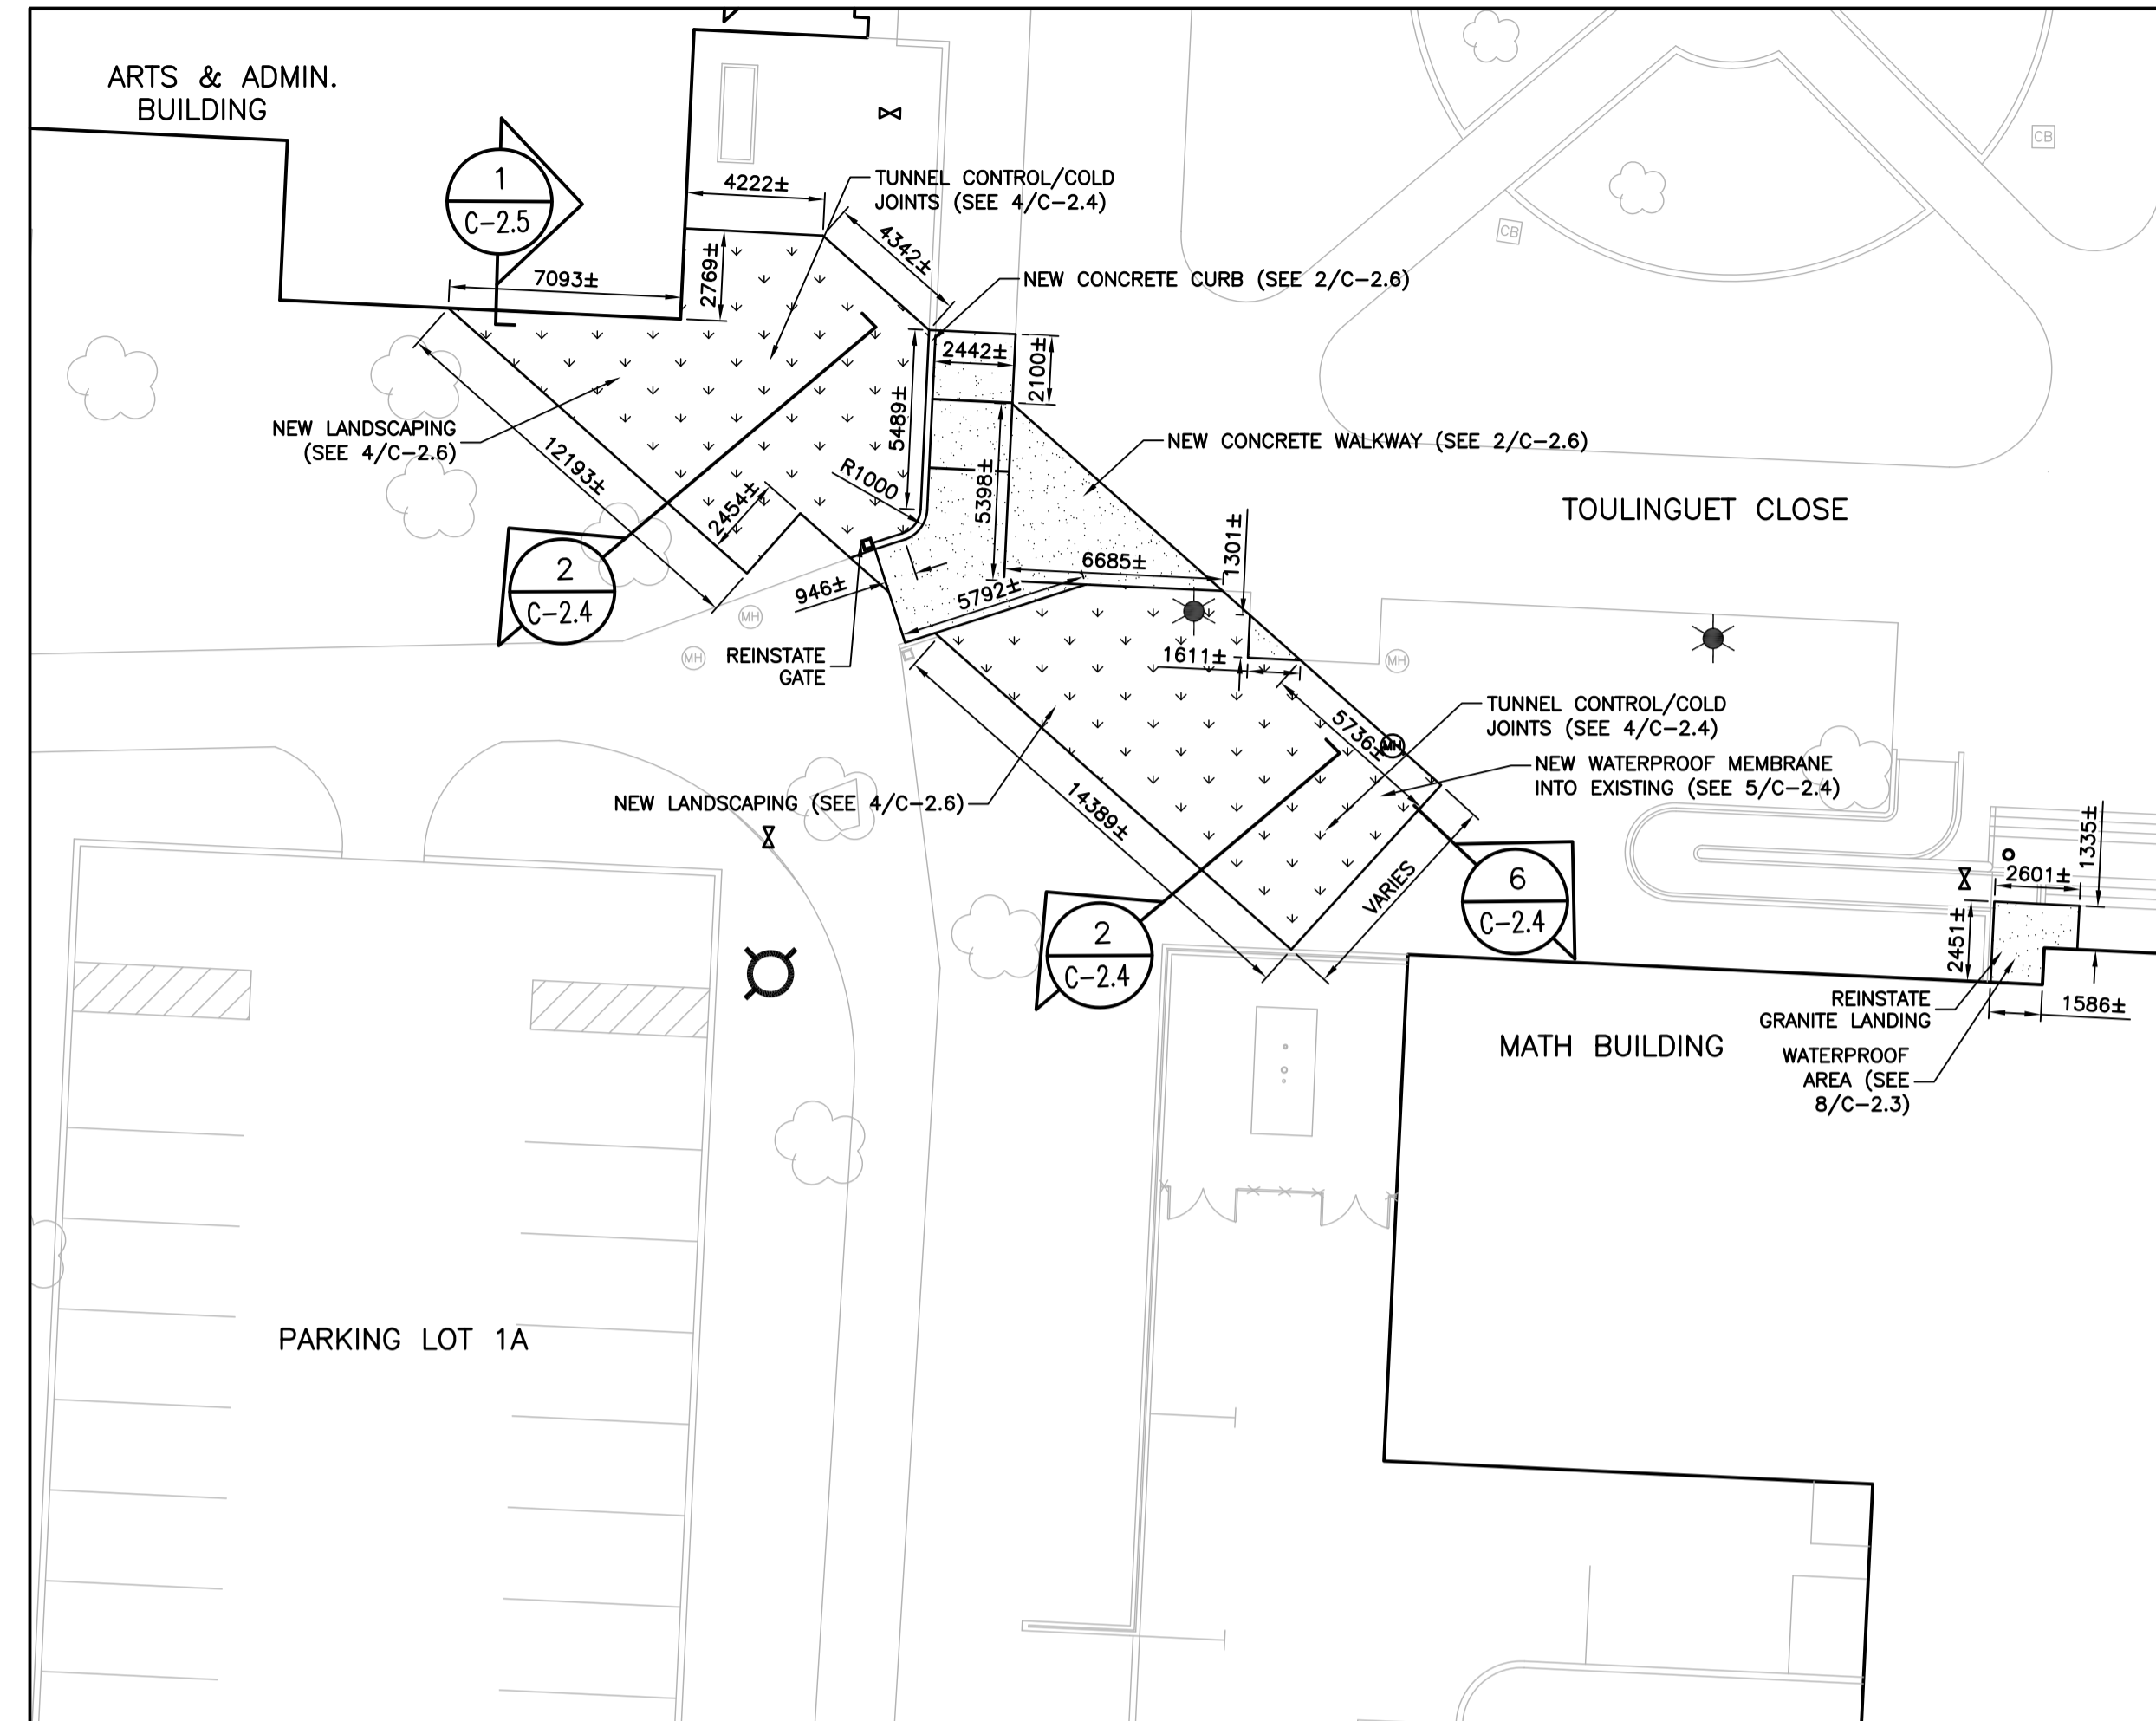 ARTS & ADMIN.
BUILDING
1
C-2.5
4222±
TUNNEL CONTROL/COLD
JOINTS (SEE 4/C-2.4)
CB
CB
4342±
2769±
7093±
NEW CONCRETE CURB (SEE 2/C-2.6)
2442±
2100±
5489±
NEW LANDSCAPING
(SEE 4/C-2.6)
12193±
R1000
5398±
NEW CONCRETE WALKWAY (SEE 2/C-2.6)
2454±
TOULINGUET CLOSE
1301±
6685±
2
C-2.4
946±
5792±
MH
MH
REINSTATE
GATE
1611±
MH
5736±
MH
TUNNEL CONTROL/COLD
JOINTS (SEE 4/C-2.4)
NEW WATERPROOF MEMBRANE
INTO EXISTING (SEE 5/C-2.4)
NEW LANDSCAPING (SEE 4/C-2.6)
14389±
VARIES
6
C-2.4
2
C-2.4
1335±
2601±
2451±
REINSTATE
GRANITE LANDING
1586±
MATH BUILDING
WATERPROOF
AREA (SEE
8/C-2.3)
PARKING LOT 1A